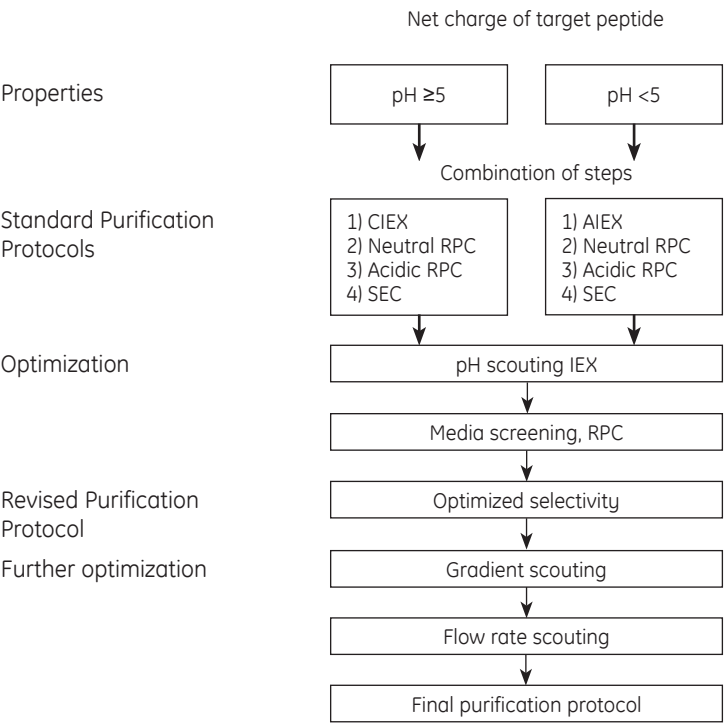 Net charge of target peptide
Properties
pH ≥5
pH <5
Combination of steps
Standard Purification
Protocols
1) CIEX
2) Neutral RPC
3) Acidic RPC
4) SEC
1) AIEX
2) Neutral RPC
3) Acidic RPC
4) SEC
Optimization
pH scouting IEX
Media screening, RPC
Revised Purification
Protocol
Optimized selectivity
Further optimization
Gradient scouting
Flow rate scouting
Final purification protocol